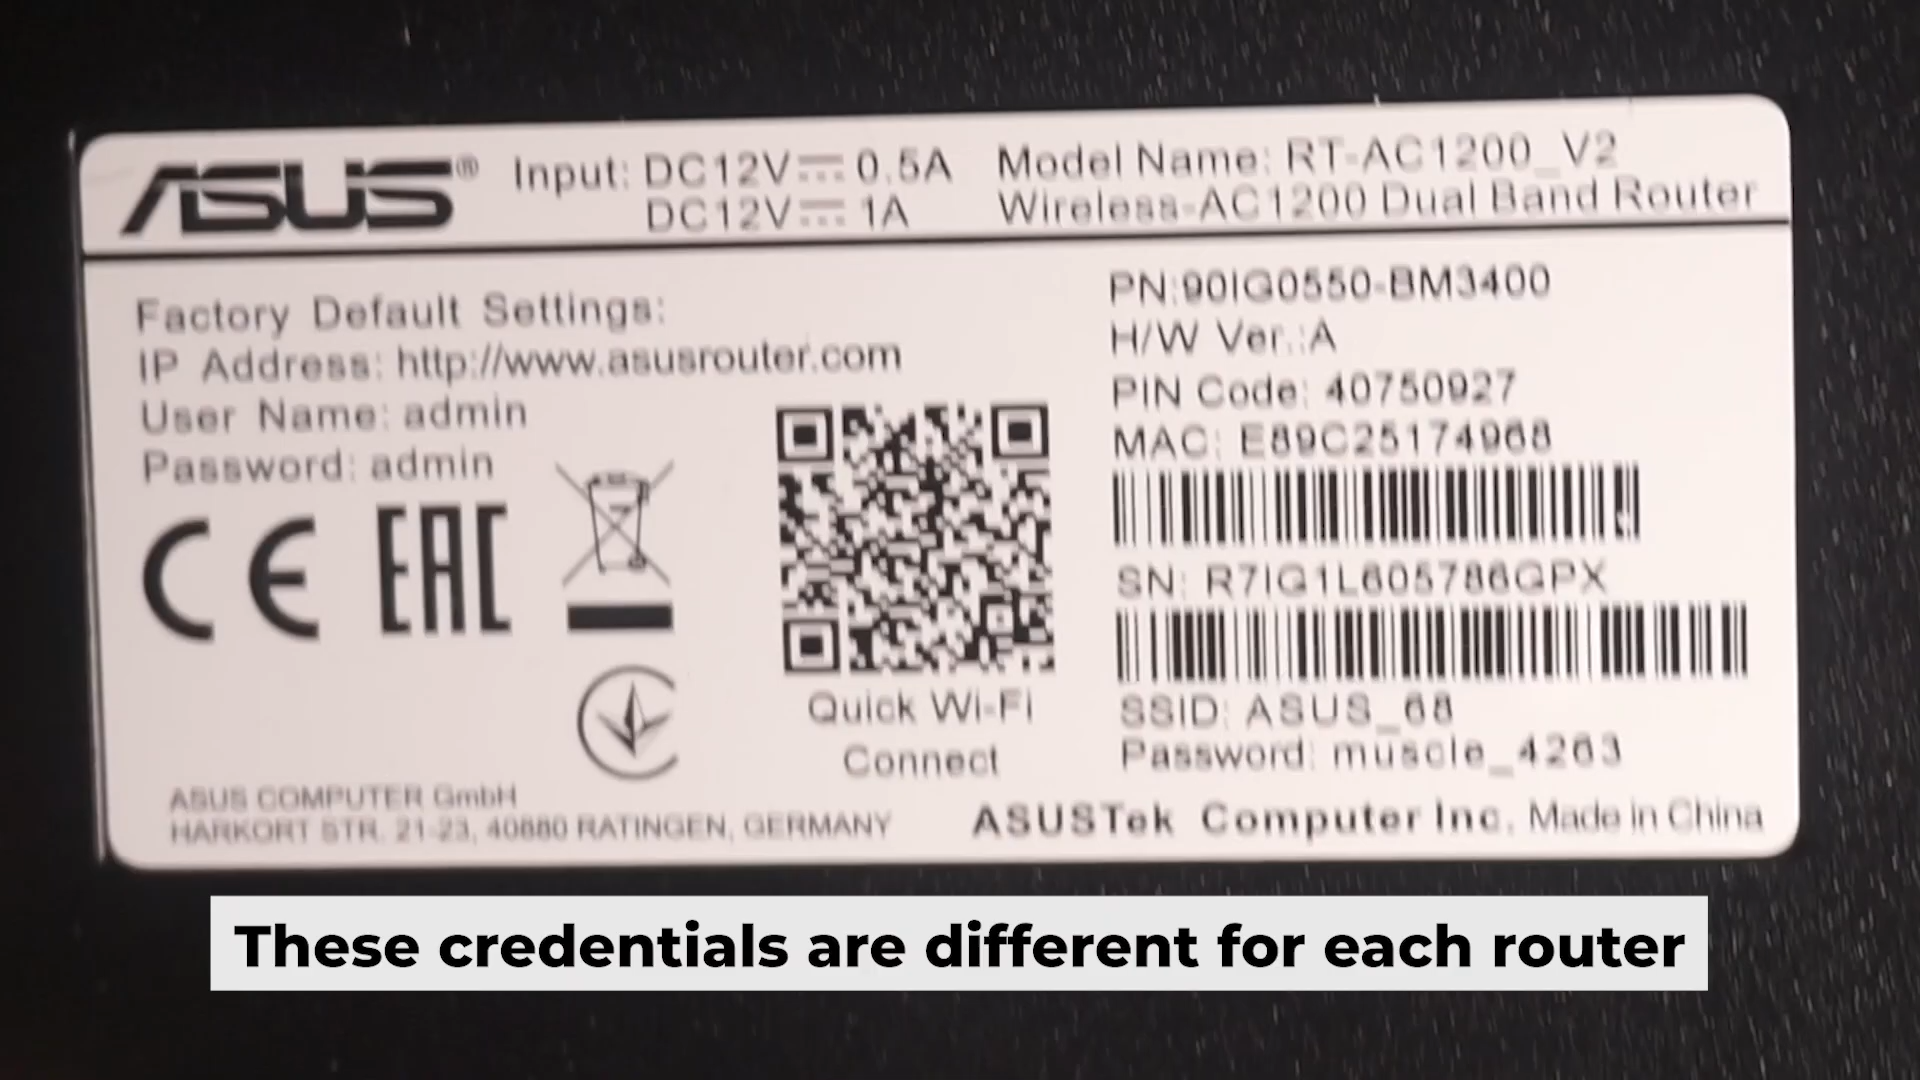 ASUS® Input: DC12V⎓0.5A Model Name: RT-AC1200_V2
DC12V⎓1A Wireless-AC1200 Dual Band Router
Factory Default Settings:
IP Address: http://www.asusrouter.com
User Name: admin
Password: admin
CE EAC
PN:90IG0550-BM3400
H/W Ver.:A
PIN Code: 40750927
MAC: E89C25174968
SN: R7IG1L605786GPX
Quick Wi-Fi
Connect
SSID: ASUS_68
Password: muscle_4263
ASUS COMPUTER GmbH
HARKORT STR. 21-23, 40880 RATINGEN, GERMANY
ASUSTek Computer Inc. Made in China
These credentials are different for each router